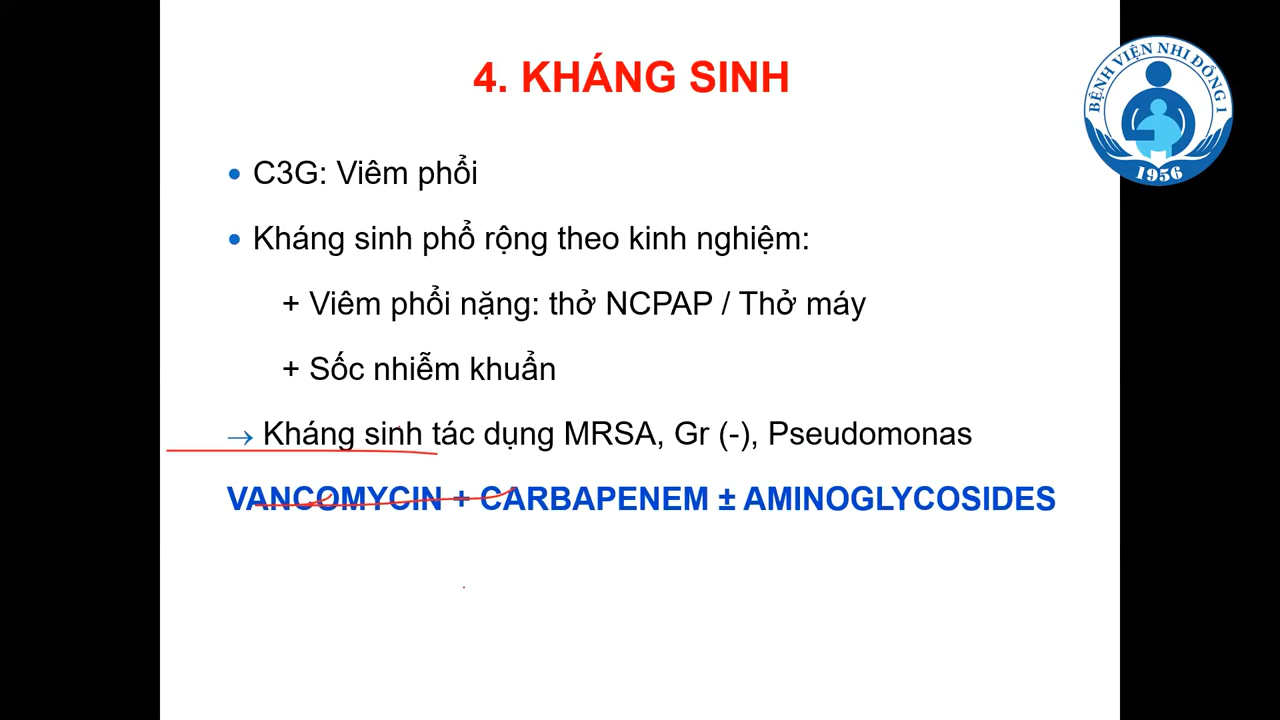 4. KHÁNG SINH
BỆNH VIỆN NHI ĐỒNG 1
1956
• C3G: Viêm phổi
• Kháng sinh phổ rộng theo kinh nghiệm:
+ Viêm phổi nặng: thở NCPAP / Thở máy
+ Sốc nhiễm khuẩn
→ Kháng sinh tác dụng MRSA, Gr (-), Pseudomonas
VANCOMYCIN + CARBAPENEM ± AMINOGLYCOSIDES